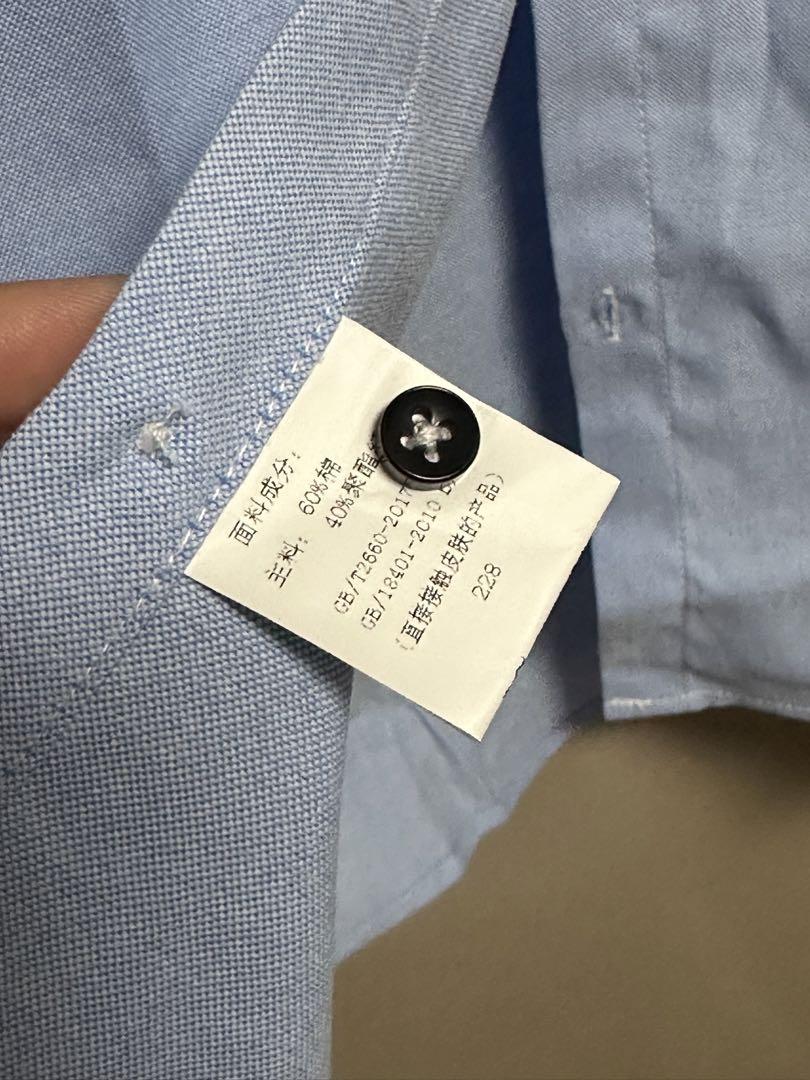 面料成分：
主料： 60%棉
40%聚酯
GB/T2660-2017
GB/18401-2010 B
(直接接触皮肤的产品)
228